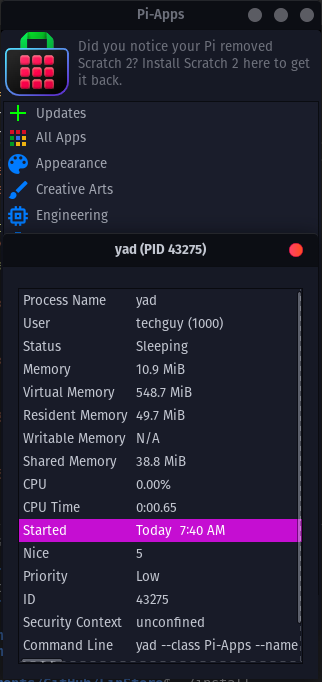 Pi-Apps
Did you notice your Pi removed
Scratch 2? Install Scratch 2 here to get
it back.
Updates
All Apps
Appearance
Creative Arts
Engineering
yad (PID 43275)
Process Name yad
User techguy (1000)
Status Sleeping
Memory 10.9 MiB
Virtual Memory 548.7 MiB
Resident Memory 49.7 MiB
Writable Memory N/A
Shared Memory 38.8 MiB
CPU 0.00%
CPU Time 0:00.65
Started Today 7:40 AM
Nice 5
Priority Low
ID 43275
Security Context unconfined
Command Line yad --class Pi-Apps --name